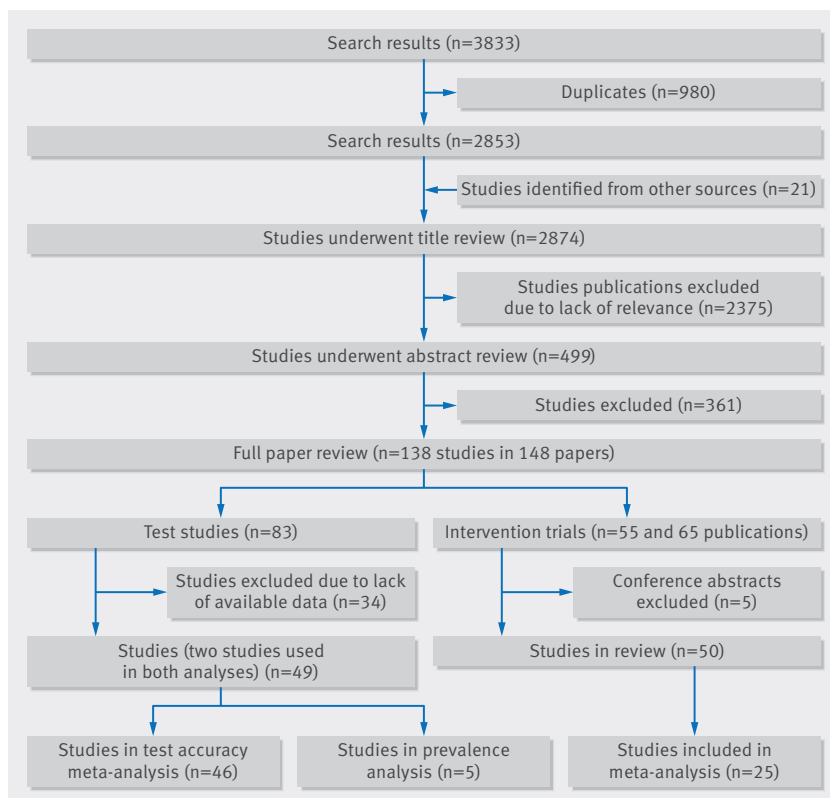 Search results (n=3833)
Duplicates (n=980)
Search results (n=2853)
Studies identified from other sources (n=21)
Studies underwent title review (n=2874)
Studies publications excluded
due to lack of relevance (n=2375)
Studies underwent abstract review (n=499)
Studies excluded (n=361)
Full paper review (n=138 studies in 148 papers)
Test studies (n=83)
Intervention trials (n=55 and 65 publications)
Studies excluded due to lack
of available data (n=34)
Conference abstracts
excluded (n=5)
Studies (two studies used
in both analyses) (n=49)
Studies in review (n=50)
Studies in test accuracy
meta-analysis (n=46)
Studies in prevalence
analysis (n=5)
Studies included in
meta-analysis (n=25)